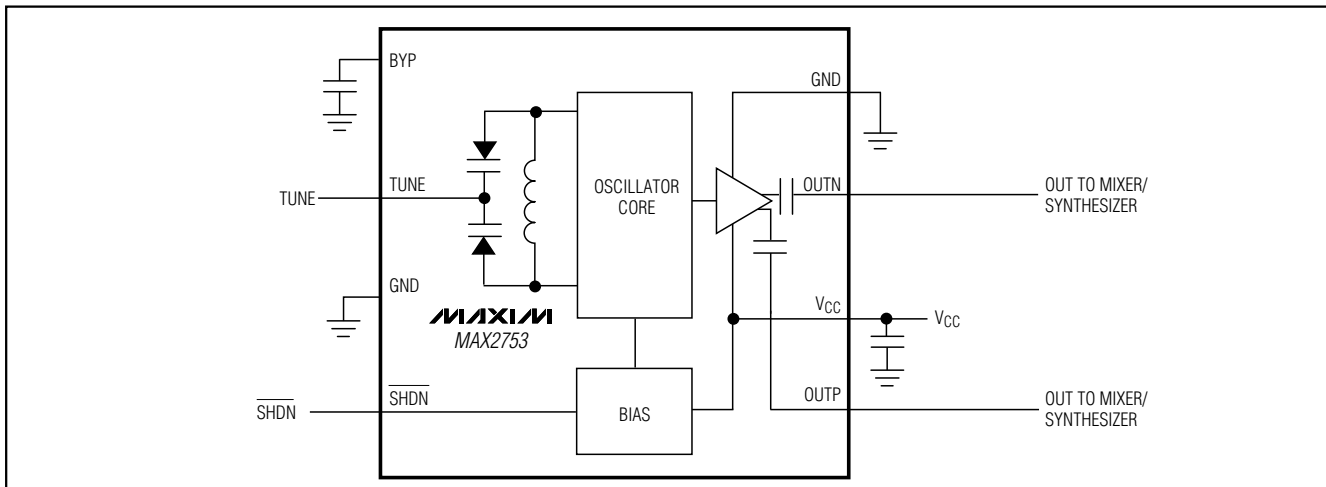 BYP
GND
TUNE
TUNE
OSCILLATOR
CORE
OUTN
OUT TO MIXER/
SYNTHESIZER
GND
MAXIM
MAX2753
VCC
VCC
SHDN
SHDN
BIAS
OUTP
OUT TO MIXER/
SYNTHESIZER